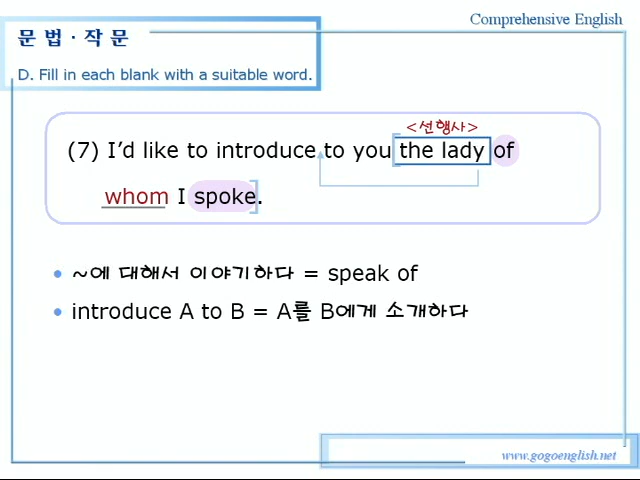 Comprehensive English
문 법 · 작 문
D. Fill in each blank with a suitable word.
<선행사>
(7) I’d like to introduce to you the lady of
whom I spoke.
• ~에 대해서 이야기하다 = speak of
• introduce A to B = A를 B에게 소개하다
www.gogoenglish.net